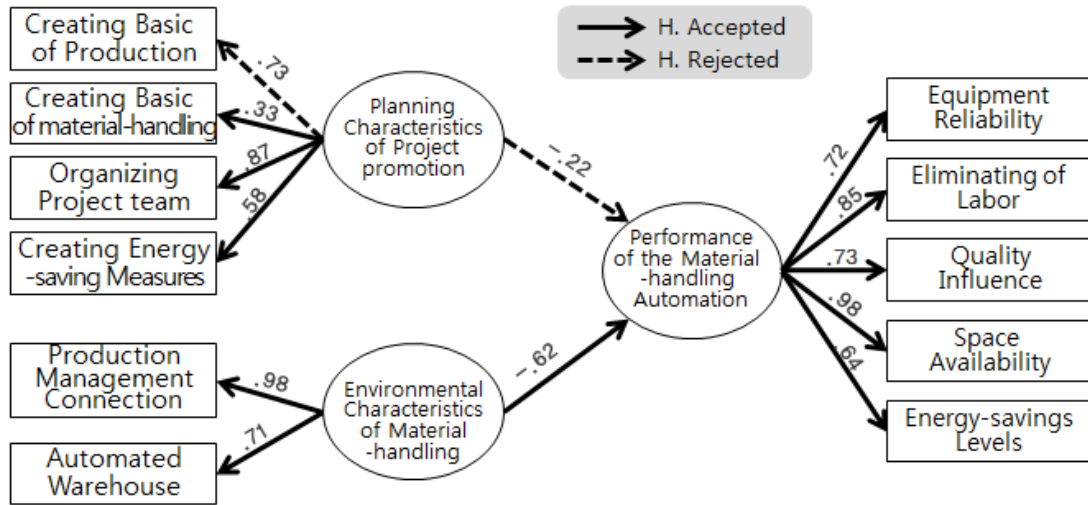 Creating Basic
of Production
Creating Basic
of material-handling
Organizing
Project team
Creating Energy
-saving Measures
Production
Management
Connection
Automated
Warehouse
.73
.33
.87
.58
.98
.71
Planning
Characteristics
of Project
promotion
Environmental
Characteristics
of Material
-handling
H. Accepted
H. Rejected
-.22
-.62
Performance
of the Material
-handling
Automation
.72
.85
.73
.98
.64
Equipment
Reliability
Eliminating of
Labor
Quality
Influence
Space
Availability
Energy-savings
Levels